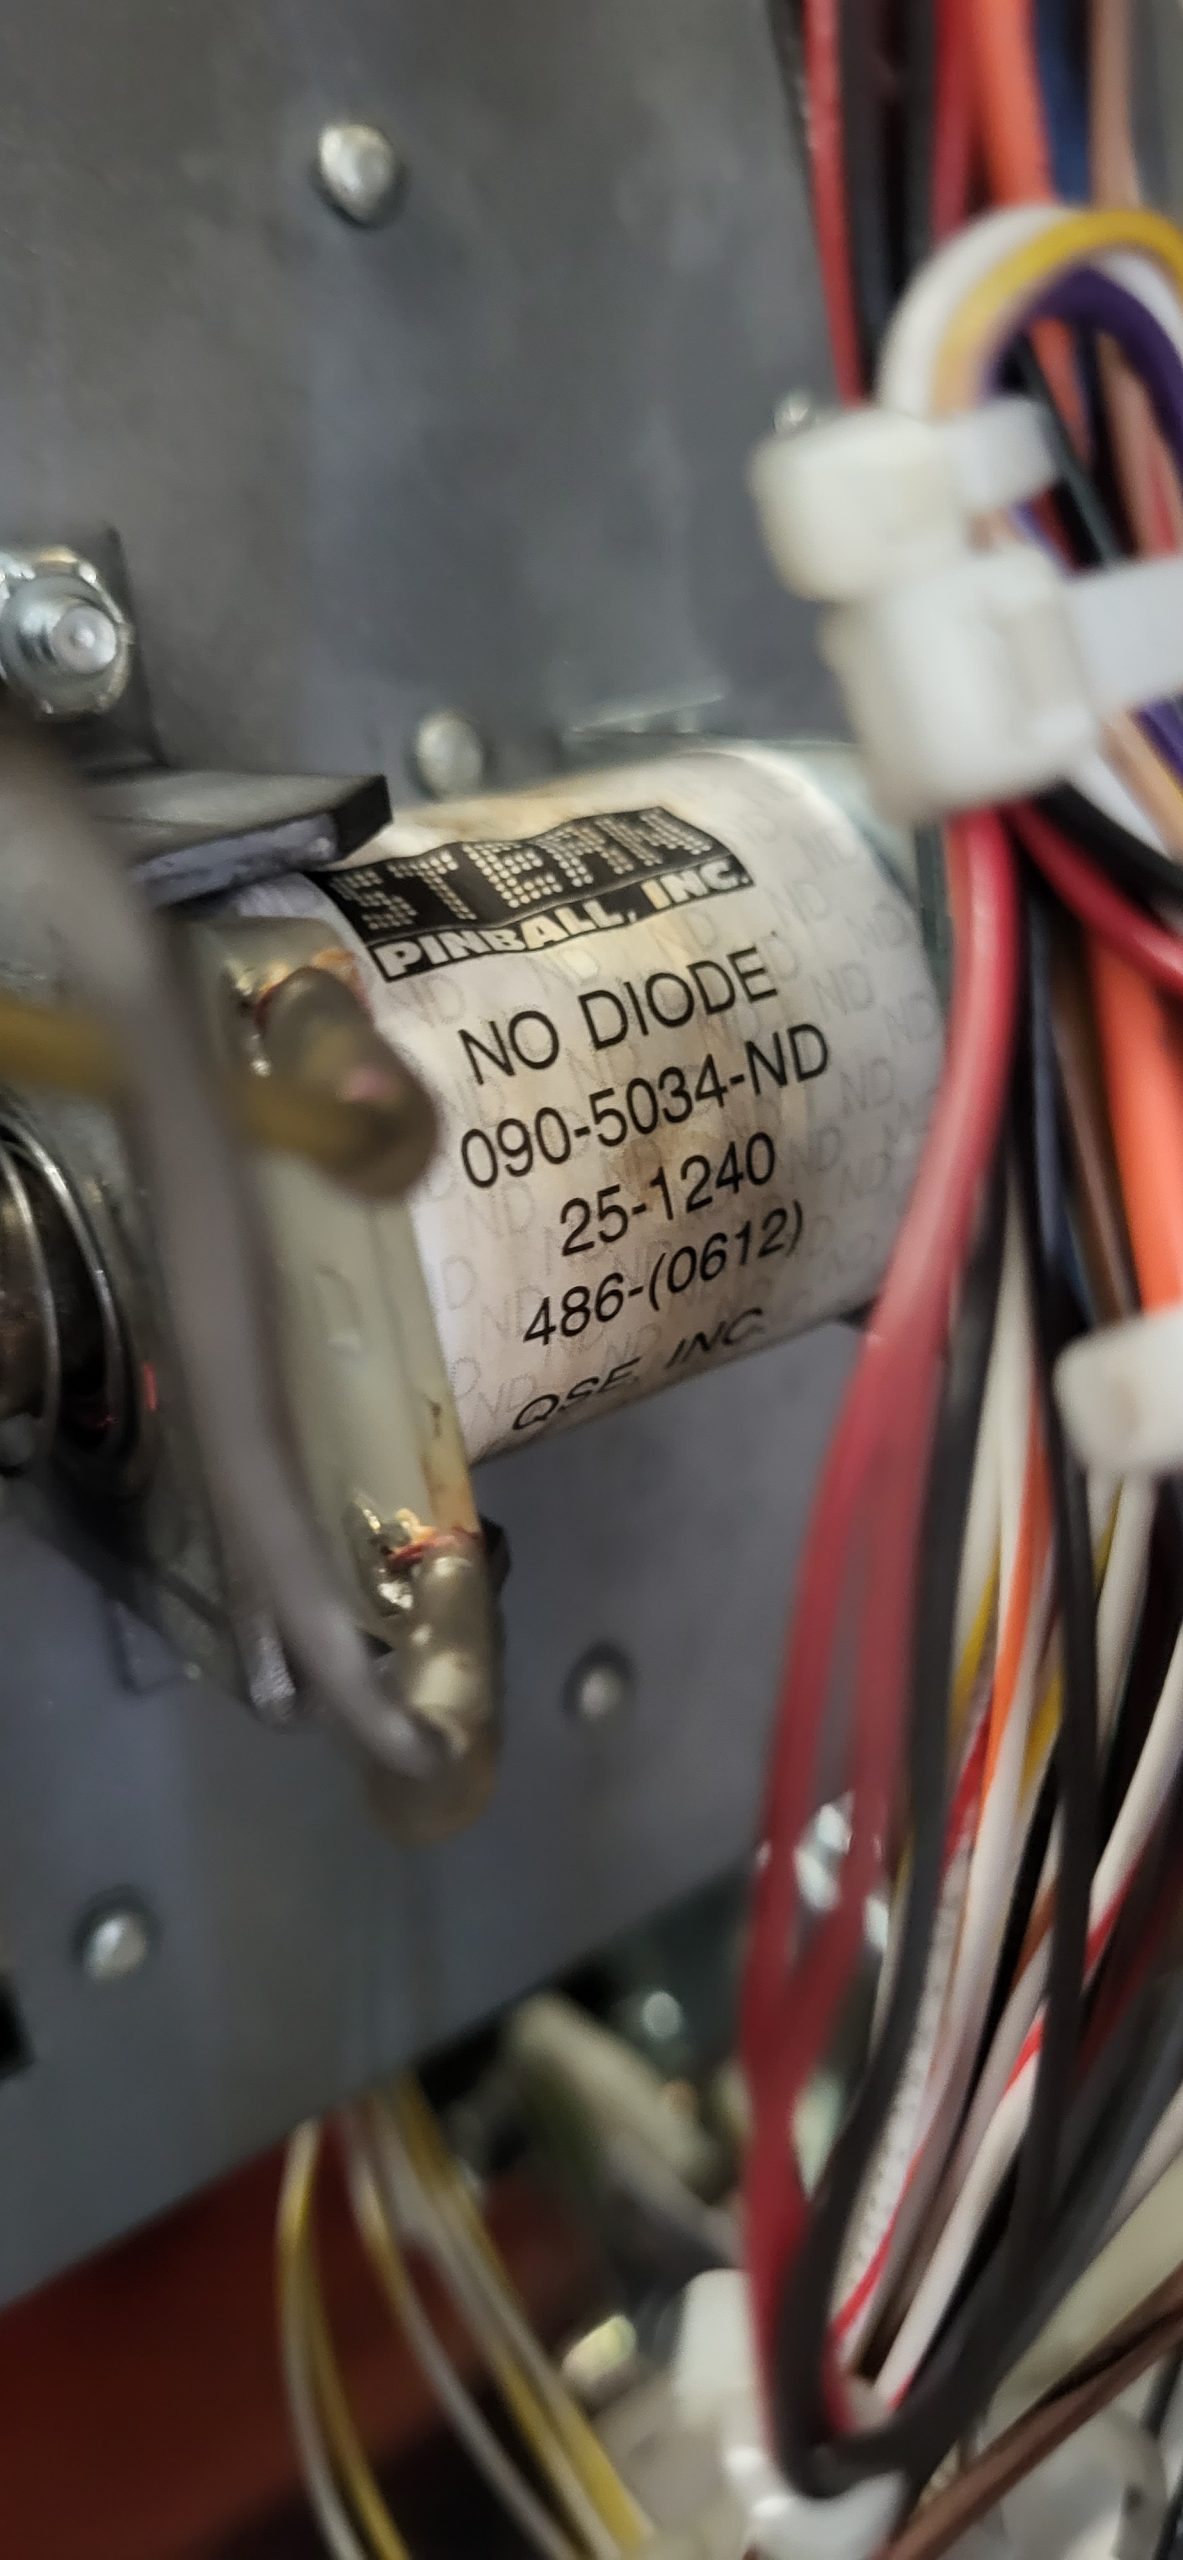 STERN
PINBALL, INC.
NO DIODE
090-5034-ND
25-1240
486-(0612)
QSE, INC.